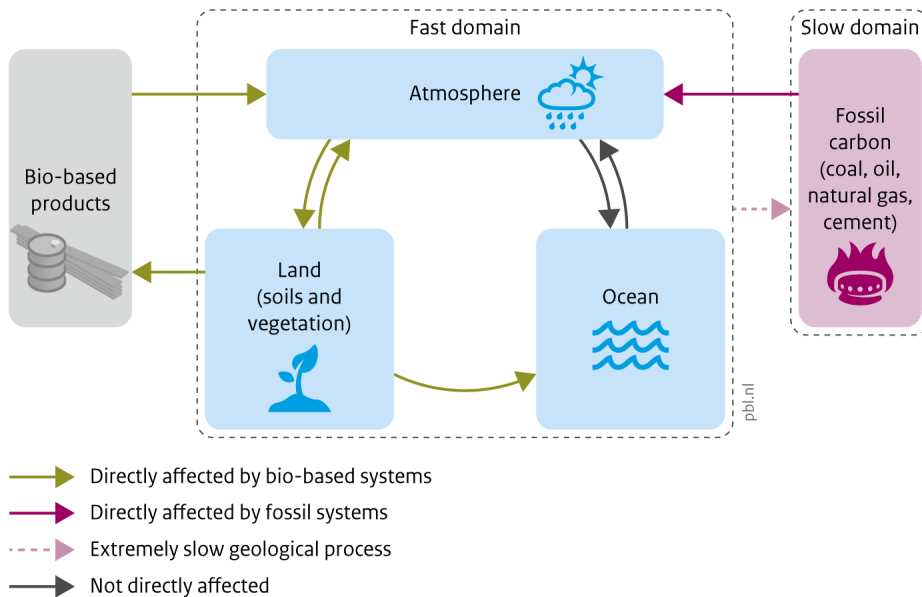 Fast domain
Slow domain
Atmosphere
Fossil
carbon
(coal, oil,
natural gas,
cement)
Bio-based
products
Land
(soils and
vegetation)
Ocean
pbl.nl
Directly affected by bio-based systems
Directly affected by fossil systems
Extremely slow geological process
Not directly affected